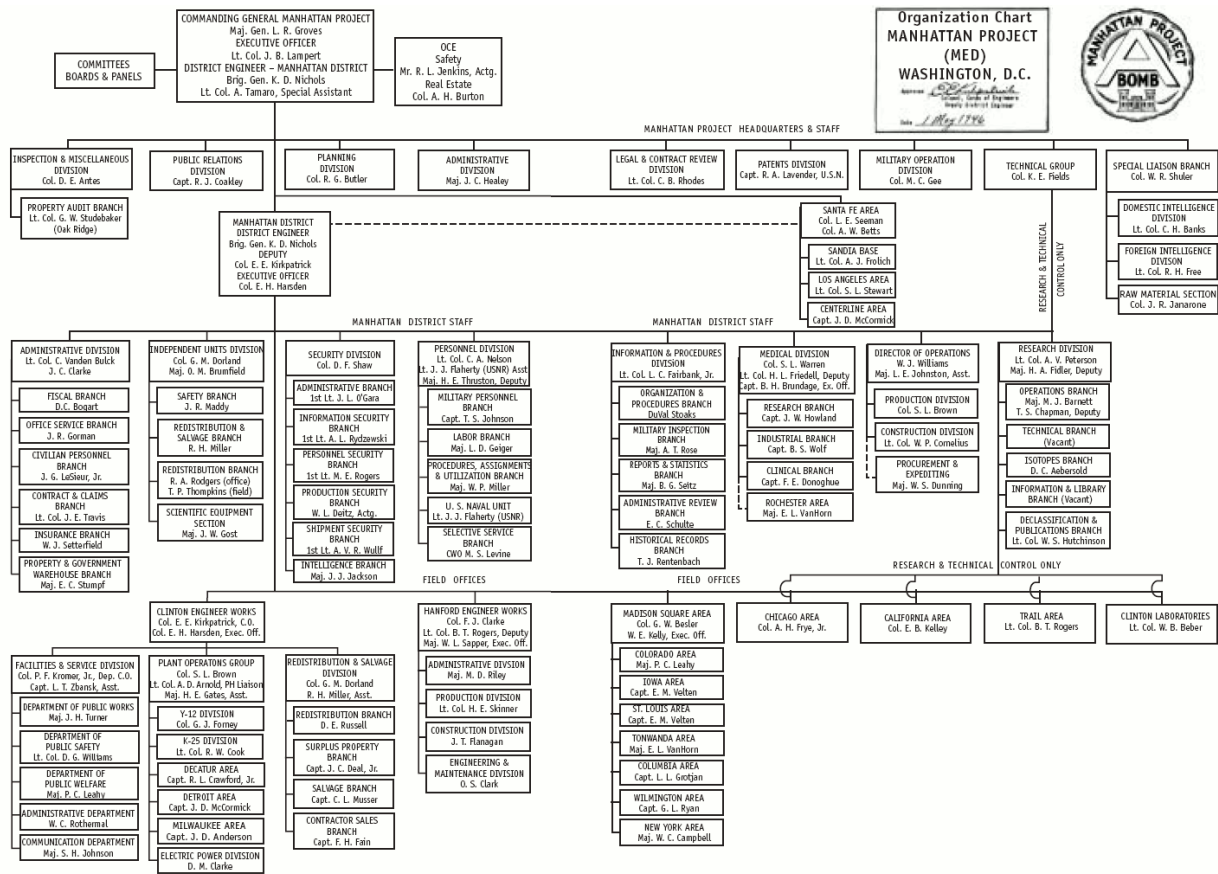 COMMANDING GENERAL MANHATTAN PROJECT
Maj. Gen. L. R. Groves
EXECUTIVE OFFICER
Lt. Col. J. B. Lampert
DISTRICT ENGINEER – MANHATTAN DISTRICT
Brig. Gen. K. D. Nichols
Lt. Col. A. Tamaro, Special Assistant
COMMITTEES
BOARDS & PANELS
OCE
Safety
Mr. R. L. Jenkins, Actg.
Real Estate
Col. A. H. Burton
Organization Chart
MANHATTAN PROJECT
(MED)
WASHINGTON, D.C.
Approved
Colonel, Corps of Engineers
Deputy District Engineer
Date 1 May 1946
MANHATTAN PROJECT
A
BOMB
MANHATTAN PROJECT HEADQUARTERS & STAFF
INSPECTION & MISCELLANEOUS
DIVISION
Col. D. E. Antes
PROPERTY AUDIT BRANCH
Lt. Col. G. W. Studebaker
(Oak Ridge)
PUBLIC RELATIONS
DIVISION
Capt. R. J. Coakley
PLANNING
DIVISION
Col. R. G. Butler
ADMINISTRATIVE
DIVISION
Maj. J. C. Healey
LEGAL & CONTRACT REVIEW
DIVISION
Lt. Col. C. B. Rhodes
PATENTS DIVISION
Capt. R. A. Lavender, U.S.N.
MILITARY OPERATION
DIVISION
Col. M. C. Gee
TECHNICAL GROUP
Col. K. E. Fields
SPECIAL LIAISON BRANCH
Col. W. R. Shuler
DOMESTIC INTELLIGENCE
DIVISION
Lt. Col. C. H. Banks
FOREIGN INTELLIGENCE
DIVISON
Lt. Col. R. H. Free
RAW MATERIAL SECTION
Col. J. R. Janarone
MANHATTAN DISTRICT
DISTRICT ENGINEER
Brig. Gen. K. D. Nichols
DEPUTY
Col. E. E. Kirkpatrick
EXECUTIVE OFFICER
Col. E. H. Harsden
SANTA FE AREA
Col. L. E. Seeman
Col. A. W. Betts
SANDIA BASE
Lt. Col. A. J. Frolich
LOS ANGELES AREA
Lt. Col. S. L. Stewart
CENTERLINE AREA
Capt. J. D. McCormick
RESEARCH & TECHNICAL
CONTROL ONLY
MANHATTAN DISTRICT STAFF
MANHATTAN DISTRICT STAFF
ADMINISTRATIVE DIVISION
Lt. Col. C. Vanden Bulck
J. C. Clarke
FISCAL BRANCH
D.C. Bogart
OFFICE SERVICE BRANCH
J. R. Gorman
CIVILIAN PERSONNEL
BRANCH
J. G. LeSieur, Jr.
CONTRACT & CLAIMS
BRANCH
Lt. Col. J. E. Travis
INSURANCE BRANCH
W. J. Setterfield
PROPERTY & GOVERNMENT
WAREHOUSE BRANCH
Maj. E. C. Stumpf
INDEPENDENT UNITS DIVISION
Col. G. M. Dorland
Maj. O. M. Brumfield
SAFETY BRANCH
J. R. Maddy
REDISTRIBUTION &
SALVAGE BRANCH
R. H. Miller
REDISTRIBUTION BRANCH
R. A. Rodgers (office)
T. P. Thompkins (field)
SCIENTIFIC EQUIPMENT
SECTION
Maj. J. W. Gost
SECURITY DIVISION
Col. D. F. Shaw
ADMINISTRATIVE BRANCH
1st Lt. J. L. O'Gara
INFORMATION SECURITY
BRANCH
1st Lt. A. L. Rydzewski
PERSONNEL SECURITY
BRANCH
1st Lt. M. E. Rogers
PRODUCTION SECURITY
BRANCH
W. L. Deitz, Actg.
SHIPMENT SECURITY
BRANCH
1st Lt. A. V. R. Wullf
INTELLIGENCE BRANCH
Maj. J. J. Jackson
PERSONNEL DIVISION
Lt. Col. C. A. Nelson
Lt. J. J. Flaherty (USNR) Asst
Maj. H. E. Thruston, Deputy
MILITARY PERSONNEL
BRANCH
Capt. T. S. Johnson
LABOR BRANCH
Maj. L. D. Geiger
PROCEDURES, ASSIGNMENTS
& UTILIZATION BRANCH
Maj. W. P. Miller
U. S. NAVAL UNIT
Lt. J. J. Flaherty (USNR)
SELECTIVE SERVICE
BRANCH
CWO M. S. Levine
INFORMATION & PROCEDURES
DIVISION
Lt. Col. L. C. Fairbank, Jr.
ORGANIZATION &
PROCEDURES BRANCH
DuVal Stoaks
MILITARY INSPECTION
BRANCH
Maj. A. T. Rose
REPORTS & STATISTICS
BRANCH
Maj. B. G. Seitz
ADMINISTRATIVE REVIEW
BRANCH
E. C. Schulte
HISTORICAL RECORDS
BRANCH
T. J. Rentenbach
MEDICAL DIVISION
Col. S. L. Warren
Lt. Col. H. L. Friedell, Deputy
Capt. B. H. Brundage, Ex. Off.
RESEARCH BRANCH
Capt. J. W. Howland
INDUSTRIAL BRANCH
Capt. B. S. Wolf
CLINICAL BRANCH
Capt. F. E. Donoghue
ROCHESTER AREA
Maj. E. L. VanHorn
DIRECTOR OF OPERATIONS
W. J. Williams
Maj. L. E. Johnston, Asst.
PRODUCTION DIVISION
Col. S. L. Brown
CONSTRUCTION DIVISION
Lt. Col. W. P. Cornelius
PROCUREMENT &
EXPEDITING
Maj. W. S. Dunning
RESEARCH DIVISION
Lt. Col. A. V. Peterson
Maj. H. A. Fidler, Deputy
OPERATIONS BRANCH
Maj. M. J. Barnett
T. S. Chapman, Deputy
TECHNICAL BRANCH
(Vacant)
ISOTOPES BRANCH
D. C. Aebersold
INFORMATION & LIBRARY
BRANCH (Vacant)
DECLASSIFICATION &
PUBLICATIONS BRANCH
Lt. Col. W. S. Hutchinson
RESEARCH & TECHNICAL CONTROL ONLY
FIELD OFFICES
FIELD OFFICES
CLINTON ENGINEER WORKS
Col. E. E. Kirkpatrick, C.O.
Col. E. H. Harsden, Exec. Off.
FACILITIES & SERVICE DIVISION
Col. P. F. Kromer, Jr., Dep. C.O.
Capt. L. T. Zbansk, Asst.
DEPARTMENT OF PUBLIC WORKS
Maj. J. H. Turner
DEPARTMENT OF
PUBLIC SAFETY
Lt. Col. D. G. Williams
DEPARTMENT OF
PUBLIC WELFARE
Maj. P. C. Leahy
ADMINISTRATIVE DEPARTMENT
W. C. Rothermal
COMMUNICATION DEPARTMENT
Maj. S. H. Johnson
PLANT OPERATONS GROUP
Col. S. L. Brown
Lt. Col. A. D. Arnold, PH Liaison
Maj. H. E. Gates, Asst.
Y-12 DIVISION
Col. G. J. Forney
K-25 DIVISION
Lt. Col. R. W. Cook
DECATUR AREA
Capt. R. L. Crawford, Jr.
DETROIT AREA
Capt. J. D. McCormick
MILWAUKEE AREA
Capt. J. D. Anderson
ELECTRIC POWER DIVISION
D. M. Clarke
REDISTRIBUTION & SALVAGE
DIVISION
Col. G. M. Dorland
R. H. Miller, Asst.
REDISTRIBUTION BRANCH
D. E. Russell
SURPLUS PROPERTY
BRANCH
Capt. J. C. Deal, Jr.
SALVAGE BRANCH
Capt. C. L. Musser
CONTRACTOR SALES
BRANCH
Capt. F. H. Fain
HANFORD ENGINEER WORKS
Col. F. J. Clarke
Lt. Col. B. T. Rogers, Deputy
Maj. W. L. Sapper, Exec. Off.
ADMINISTRATIVE DIVSION
Maj. M. D. Riley
PRODUCTION DIVISION
Lt. Col. H. E. Skinner
CONSTRUCTION DIVISION
J. T. Flanagan
ENGINEERING &
MAINTENANCE DIVISION
O. S. Clark
MADISON SQUARE AREA
Col. G. W. Besler
W. E. Kelly, Exec. Off.
COLORADO AREA
Maj. P. C. Leahy
IOWA AREA
Capt. E. M. Velten
ST. LOUIS AREA
Capt. E. M. Velten
TONWANDA AREA
Maj. E. L. VanHorn
COLUMBIA AREA
Capt. L. L. Grotjan
WILMINGTON AREA
Capt. G. L. Ryan
NEW YORK AREA
Maj. W. C. Campbell
CHICAGO AREA
Col. A. H. Frye, Jr.
CALIFORNIA AREA
Col. E. B. Kelley
TRAIL AREA
Lt. Col. B. T. Rogers
CLINTON LABORATORIES
Lt. Col. W. B. Beber